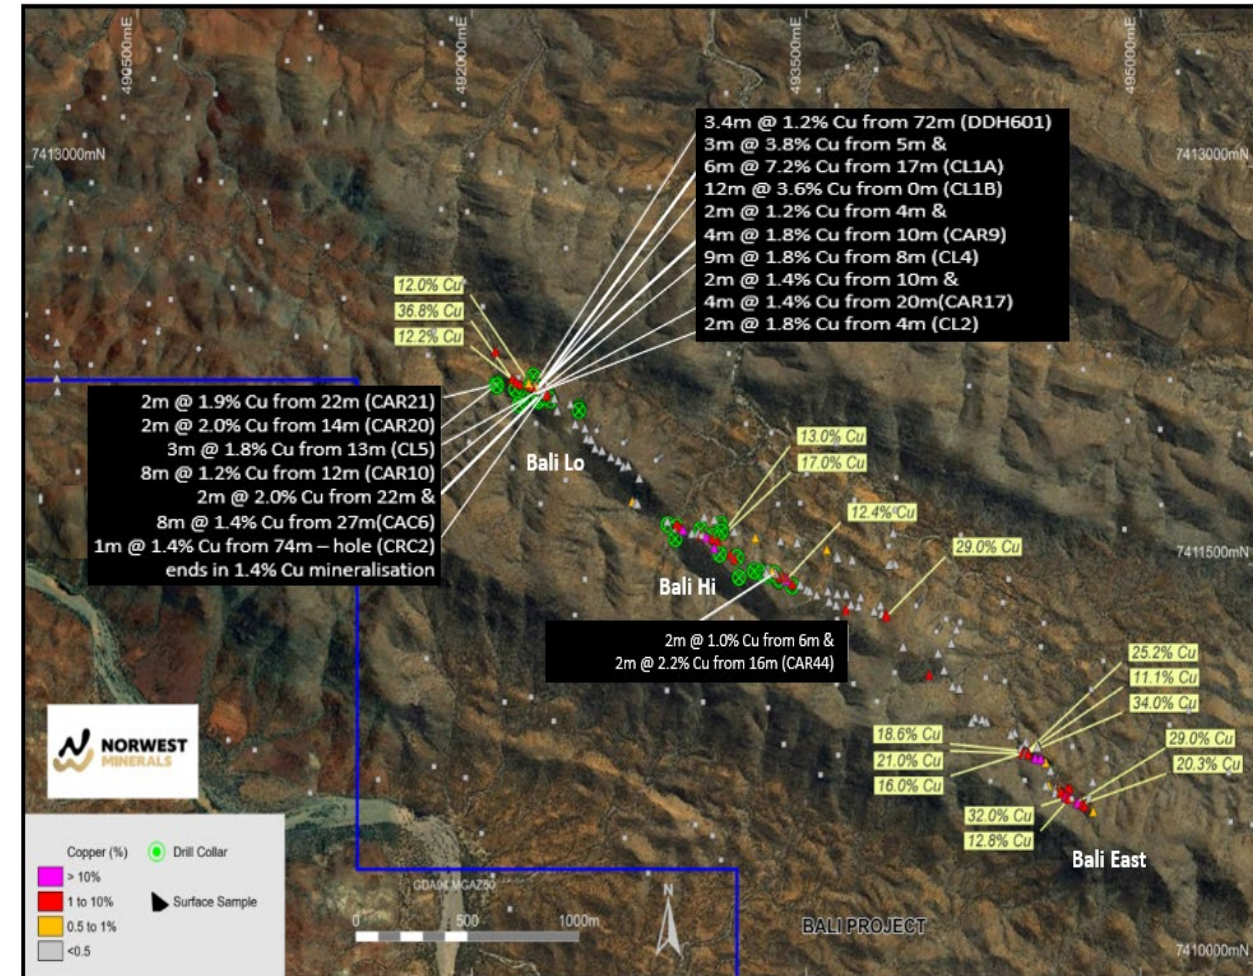 490500mE
492000mE
493500mE
495000mE
7413000mN
7413000mN
3.4m @ 1.2% Cu from 72m (DDH601)
3m @ 3.8% Cu from 5m &
6m @ 7.2% Cu from 17m (CL1A)
12m @ 3.6% Cu from 0m (CL1B)
2m @ 1.2% Cu from 4m &
4m @ 1.8% Cu from 10m (CAR9)
9m @ 1.8% Cu from 8m (CL4)
2m @ 1.4% Cu from 10m &
4m @ 1.4% Cu from 20m(CAR17)
2m @ 1.8% Cu from 4m (CL2)
12.0% Cu
36.8% Cu
12.2% Cu
2m @ 1.9% Cu from 22m (CAR21)
2m @ 2.0% Cu from 14m (CAR20)
3m @ 1.8% Cu from 13m (CL5)
8m @ 1.2% Cu from 12m (CAR10)
2m @ 2.0% Cu from 22m &
8m @ 1.4% Cu from 27m(CAC6)
1m @ 1.4% Cu from 74m – hole (CRC2)
ends in 1.4% Cu mineralisation
Bali Lo
13.0% Cu
17.0% Cu
12.4% Cu
29.0% Cu
7411500mN
Bali Hi
2m @ 1.0% Cu from 6m &
2m @ 2.2% Cu from 16m (CAR44)
25.2% Cu
11.1% Cu
34.0% Cu
18.6% Cu
21.0% Cu
16.0% Cu
29.0% Cu
20.3% Cu
32.0% Cu
12.8% Cu
Bali East
NORWEST
MINERALS
Copper (%)
> 10%
1 to 10%
0.5 to 1%
<0.5
Drill Collar
Surface Sample
GDA94 MGAZ50
0 500 1000m
N
BALI PROJECT
7410000mN